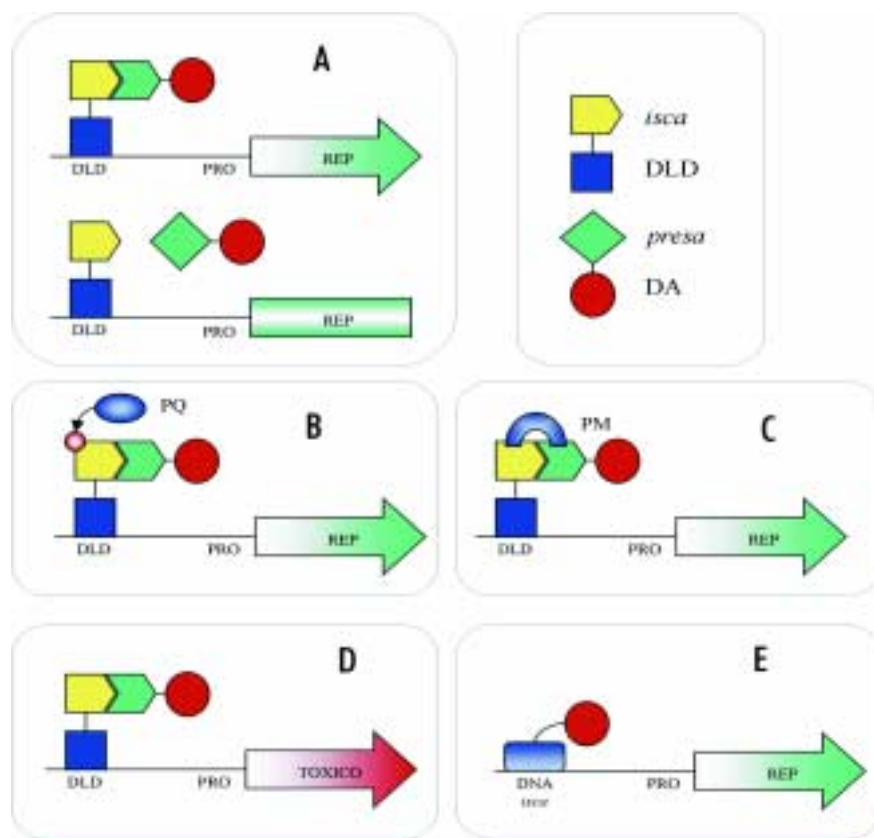 A
DLD
PRO
REP
DLD
PRO
REP
isca
DLD
presa
DA
PQ
B
DLD
PRO
REP
PM
C
DLD
PRO
REP
D
DLD
PRO
TOXICO
E
DNA
PRO
REP